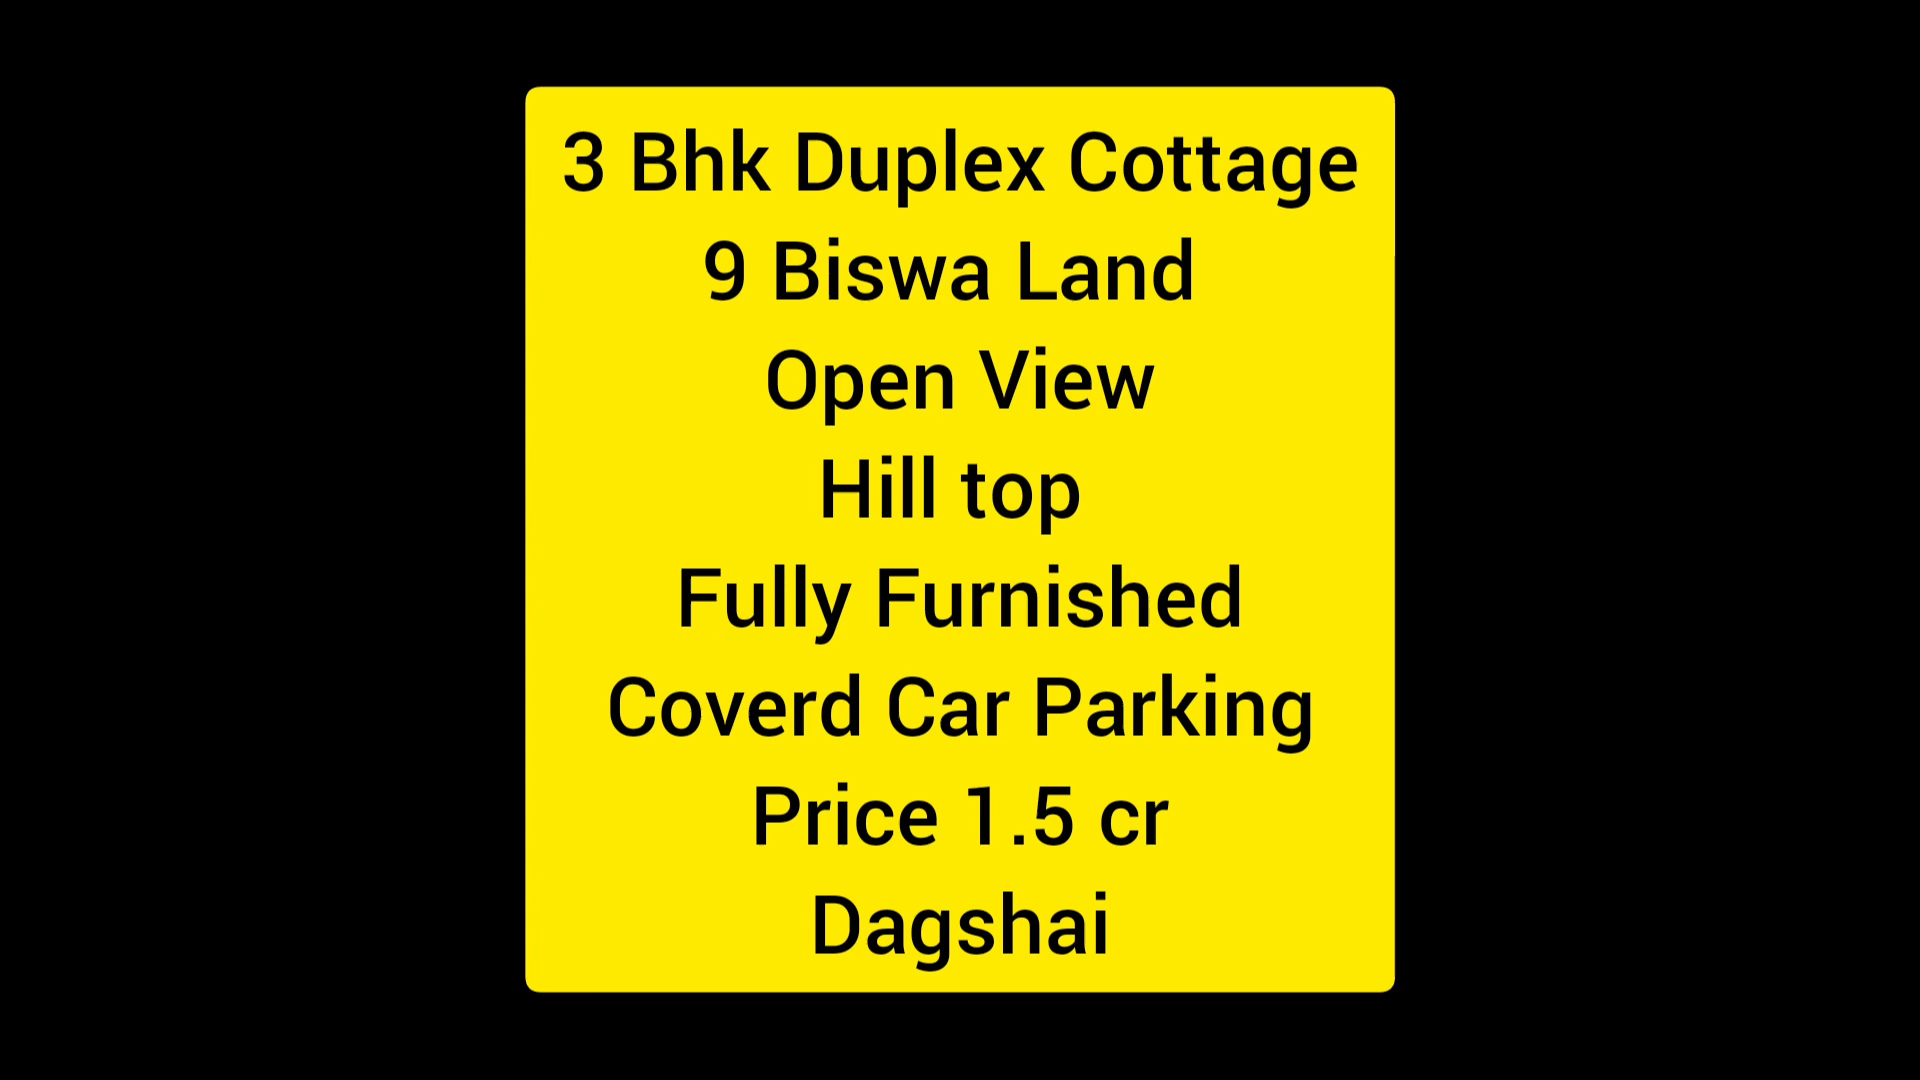 3 Bhk Duplex Cottage
9 Biswa Land
Open View
Hill top
Fully Furnished
Coverd Car Parking
Price 1.5 cr
Dagshai